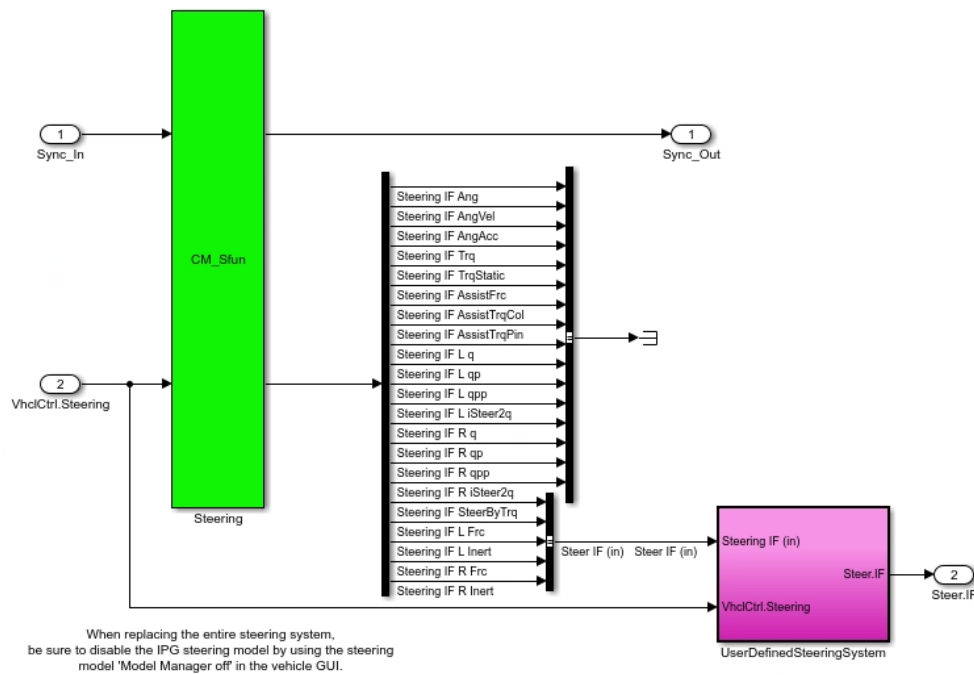 1
Sync_In
CM_Sfun
1
Sync_Out
Steering IF Ang
Steering IF AngVel
Steering IF AngAcc
Steering IF Trq
Steering IF TrqStatic
Steering IF AssistFrc
Steering IF AssistTrqCol
Steering IF AssistTrqPin
Steering IF L q
Steering IF L qp
Steering IF L qpp
Steering IF L iSteer2q
Steering IF R q
Steering IF R qp
Steering IF R qpp
Steering IF R iSteer2q
Steering IF SteerByTrq
Steering IF L Frc
Steering IF L Inert
Steering IF R Frc
Steering IF R Inert
2
VhclCtrl.Steering
Steering
Steer IF (in) Steer IF (in)
Steering IF (in)
Steer.IF
VhclCtrl.Steering
UserDefinedSteeringSystem
2
Steer.IF
When replacing the entire steering system,
be sure to disable the IPG steering model by using the steering
model 'Model Manager off' in the vehicle GUI.